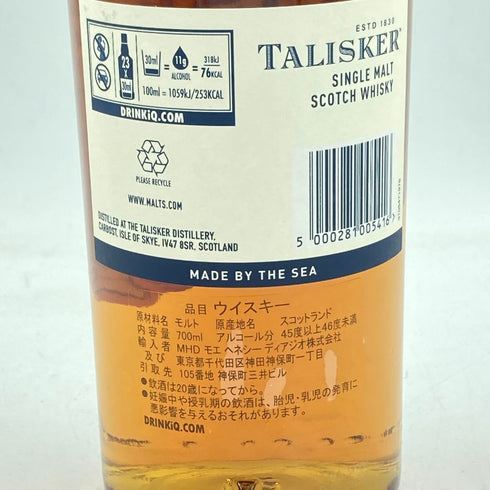 ESTD 1830
TALISKER
SINGLE MALT
SCOTCH WHISKY
23
X
30ml
30ml = 11g ALCOHOL = 318kJ 76KCAL
100ml = 1059kJ/253KCAL
DRINKiQ.COM
PLEASE RECYCLE
WWW.MALTS.COM
DISTILLED AT THE TALISKER DISTILLERY,
CARBOST, ISLE OF SKYE, IV47 8SR, SCOTLAND
5 000281 005416
MADE BY THE SEA
品目 ウイスキー
原材料名 モルト 原産地名 スコットランド
内容量 700ml アルコール分 45度以上46度未満
輸入者 MHD モエ ヘネシー ディアジオ株式会社
及び 東京都千代田区神田神保町一丁目
引取先 105番地 神保町三井ビル
●飲酒は20歳になってから。
●妊娠中や授乳期の飲酒は、胎児・乳児の発育に
悪影響を与えるおそれがあります。
DRINKiQ.COM